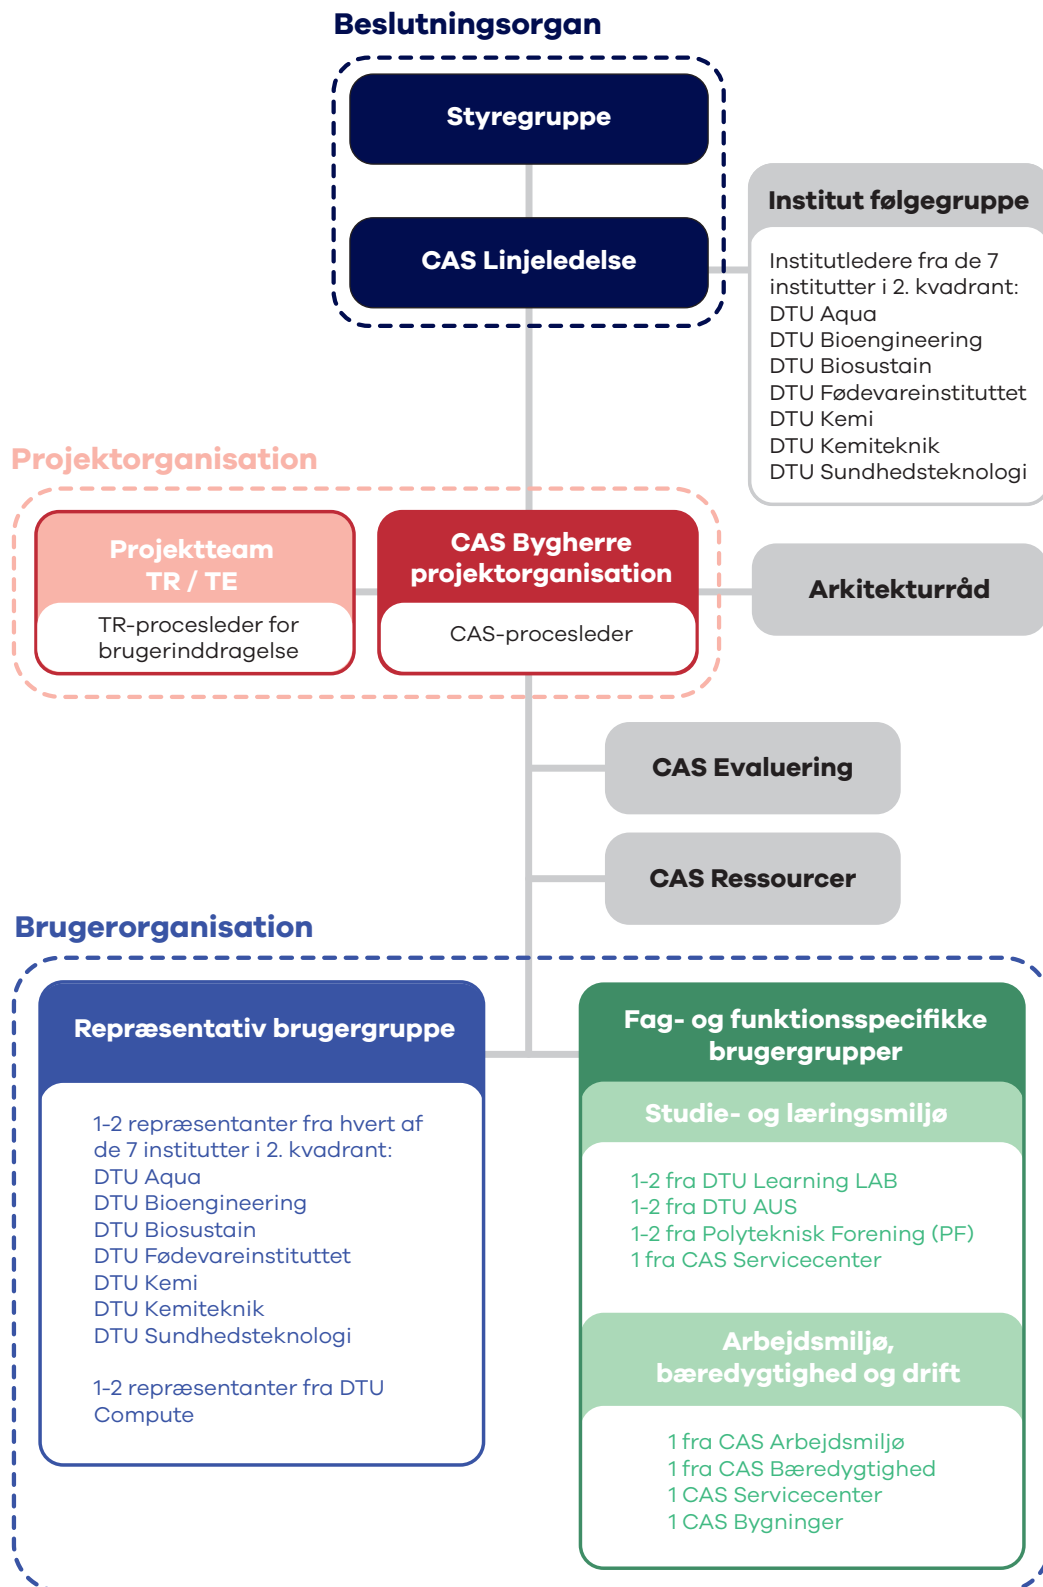 Beslutningsorgan
Styregruppe
CAS Linjeledelse
Institut følgegruppe
Institutledere fra de 7
institutter i 2. kvadrant:
DTU Aqua
DTU Bioengineering
DTU Biosustain
DTU Fødevareinstituttet
DTU Kemi
DTU Kemiteknik
DTU Sundhedsteknologi
Projektorganisation
Projektteam
TR / TE
TR-procesleder for
brugerinddragelse
CAS Bygherre
projektorganisation
CAS-procesleder
Arkitekturråd
CAS Evaluering
CAS Ressourcer
Brugerorganisation
Repræsentativ brugergruppe
1-2 repræsentanter fra hvert af
de 7 institutter i 2. kvadrant:
DTU Aqua
DTU Bioengineering
DTU Biosustain
DTU Fødevareinstituttet
DTU Kemi
DTU Kemiteknik
DTU Sundhedsteknologi
1-2 repræsentanter fra DTU
Compute
Fag- og funktionsspecifikke
brugergrupper
Studie- og læringsmiljø
1-2 fra DTU Learning LAB
1-2 fra DTU AUS
1-2 fra Polyteknisk Forening (PF)
1 fra CAS Servicecenter
Arbejdsmiljø,
bæredygtighed og drift
1 fra CAS Arbejdsmiljø
1 fra CAS Bæredygtighed
1 CAS Servicecenter
1 CAS Bygninger